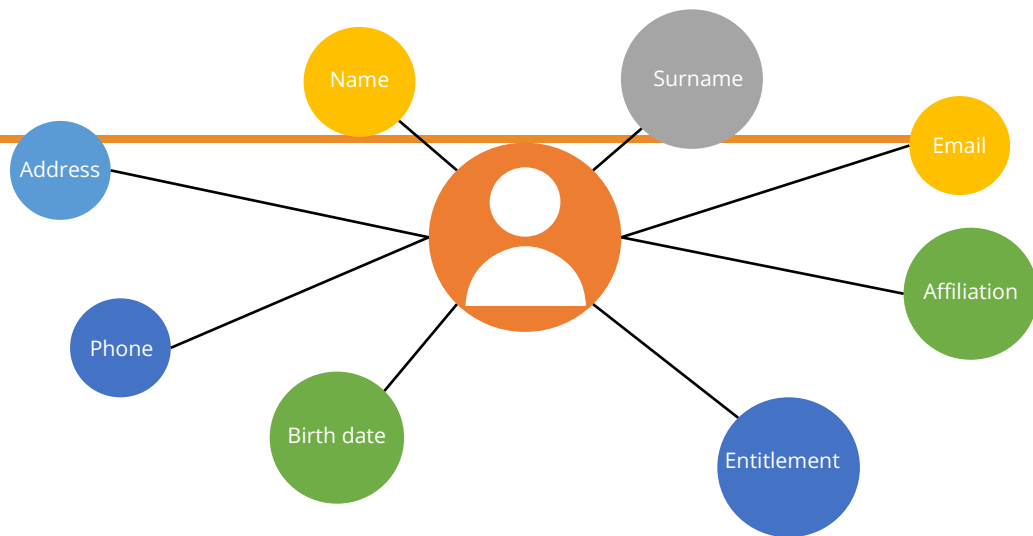 Name
Surname
Address
Email
Affiliation
Phone
Birth date
Entitlement